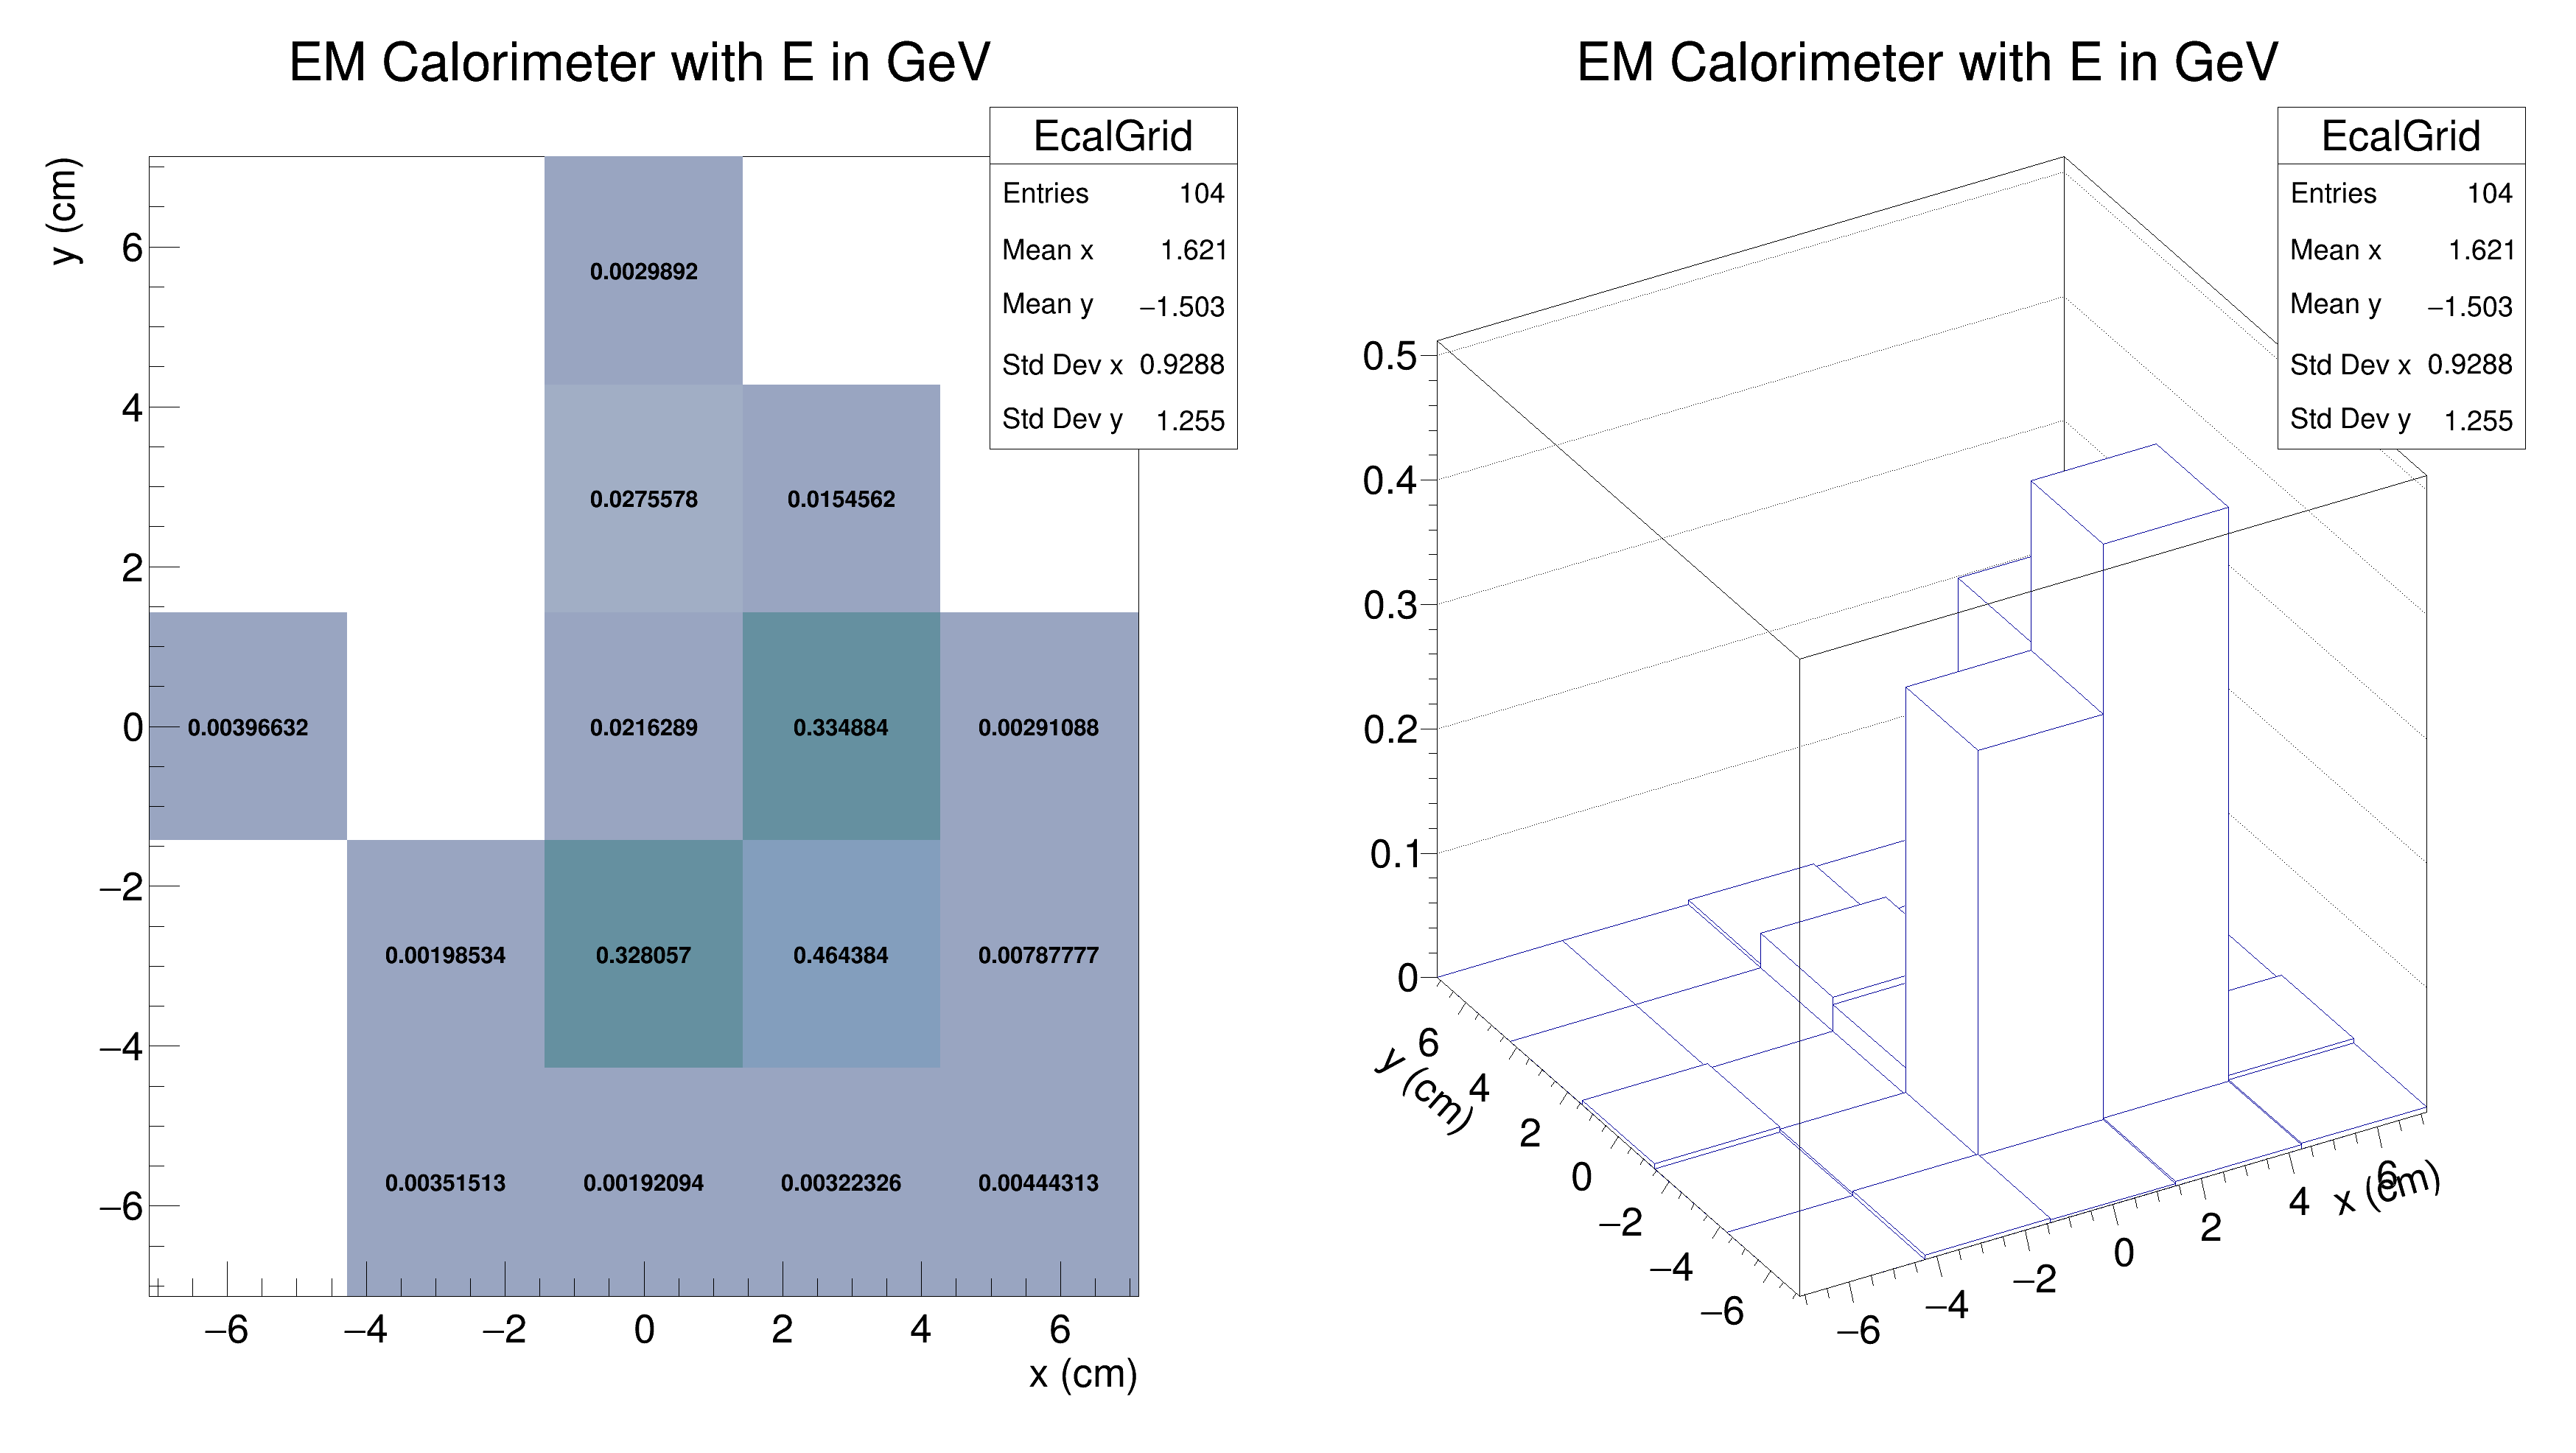 EM Calorimeter with E in GeV
EcalGrid
Entries 104
Mean x 1.621
Mean y −1.503
Std Dev x 0.9288
Std Dev y 1.255
y (cm)
6
4
2
0
−2
−4
−6
0.0029892
0.0275578 0.0154562
0.00396632 0.0216289 0.334884 0.00291088
0.00198534 0.328057 0.464384 0.00787777
0.00351513 0.00192094 0.00322326 0.00444313
−6 −4 −2 0 2 4 6
x (cm)
EM Calorimeter with E in GeV
EcalGrid
Entries 104
Mean x 1.621
Mean y −1.503
Std Dev x 0.9288
Std Dev y 1.255
0.5
0.4
0.3
0.2
0.1
0
6
4
2
0
−2
−4
−6
y (cm)
−6
−4
−2
0
2
4
6
x (cm)